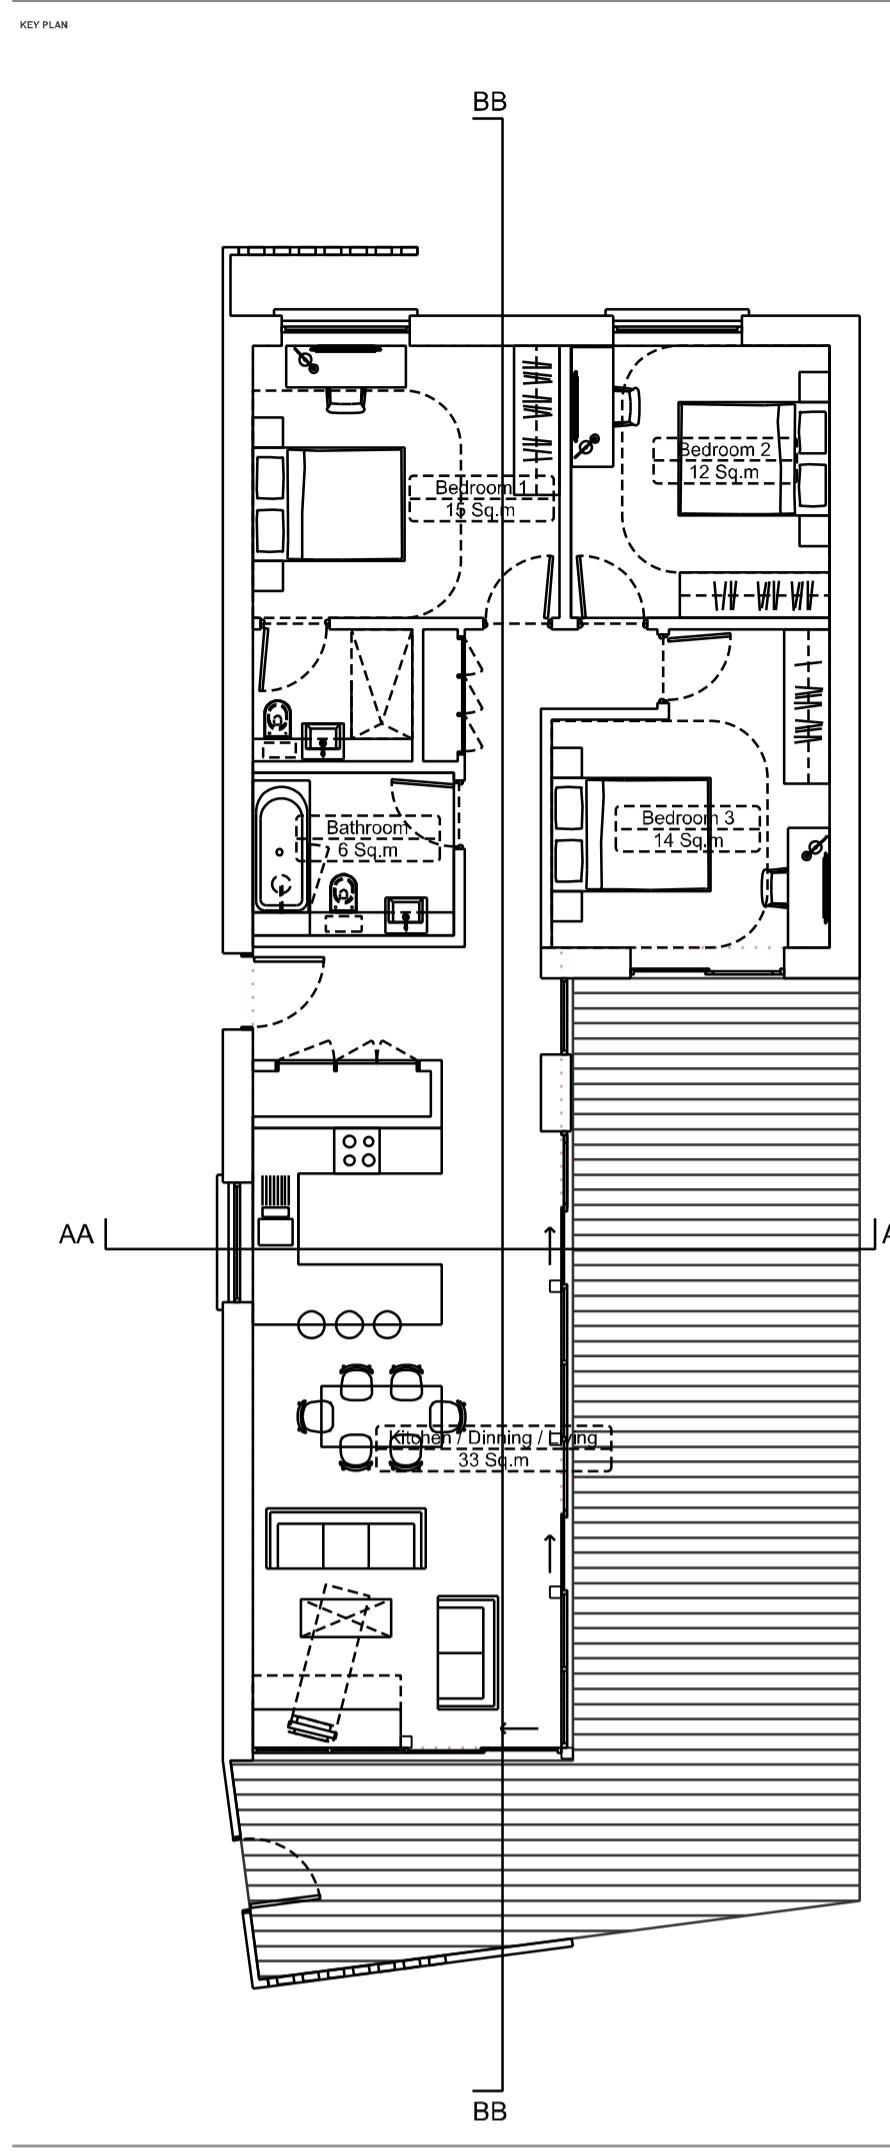 KEY PLAN
BB
Bedroom 1
15 Sq.m
Bedroom 2
12 Sq.m
Bathroom
6 Sq.m
Bedroom 3
14 Sq.m
AA
A
Kitchen / Dinning / Living
33 Sq.m
BB